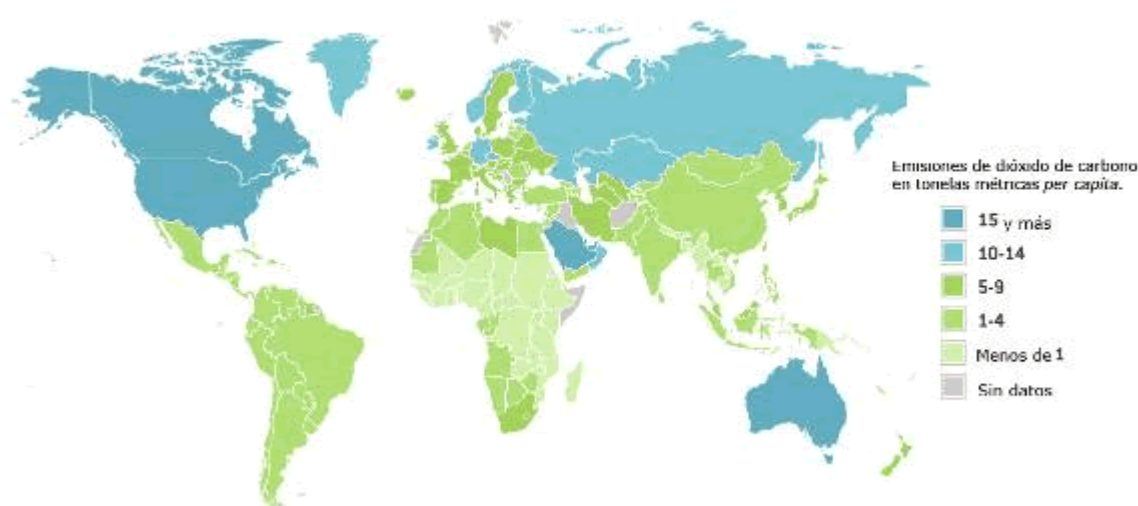 Emisiones de dióxido de carbono
en tonelas métricas per capita.
15 y más
10-14
5-9
1-4
Menos de 1
Sin datos